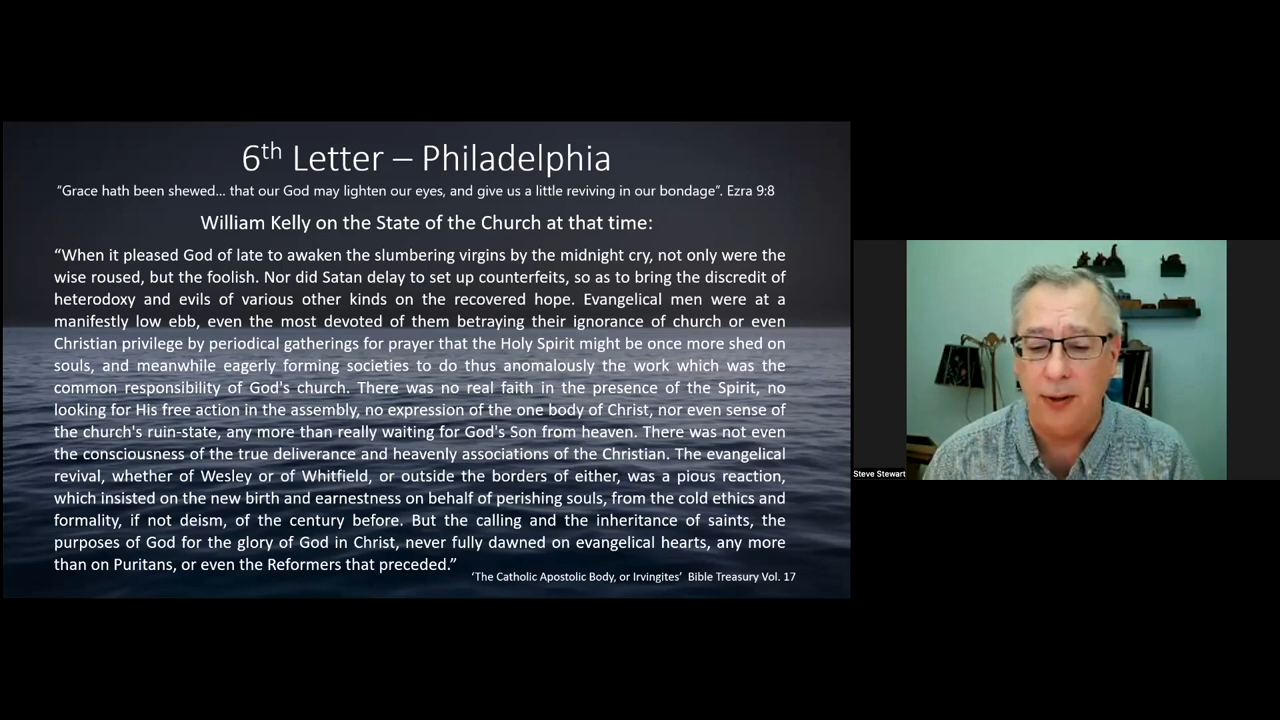 6th Letter – Philadelphia
"Grace hath been shewed... that our God may lighten our eyes, and give us a little reviving in our bondage". Ezra 9:8
William Kelly on the State of the Church at that time:
“When it pleased God of late to awaken the slumbering virgins by the midnight cry, not only were the
wise roused, but the foolish. Nor did Satan delay to set up counterfeits, so as to bring the discredit of
heterodoxy and evils of various other kinds on the recovered hope. Evangelical men were at a
manifestly low ebb, even the most devoted of them betraying their ignorance of church or even
Christian privilege by periodical gatherings for prayer that the Holy Spirit might be once more shed on
souls, and meanwhile eagerly forming societies to do thus anomalously the work which was the
common responsibility of God's church. There was no real faith in the presence of the Spirit, no
looking for His free action in the assembly, no expression of the one body of Christ, nor even sense of
the church's ruin-state, any more than really waiting for God's Son from heaven. There was not even
the consciousness of the true deliverance and heavenly associations of the Christian. The evangelical
revival, whether of Wesley or of Whitfield, or outside the borders of either, was a pious reaction,
which insisted on the new birth and earnestness on behalf of perishing souls, from the cold ethics and
formality, if not deism, of the century before. But the calling and the inheritance of saints, the
purposes of God for the glory of God in Christ, never fully dawned on evangelical hearts, any more
than on Puritans, or even the Reformers that preceded.”
‘The Catholic Apostolic Body, or Irvingites’ Bible Treasury Vol. 17
Steve Stewart